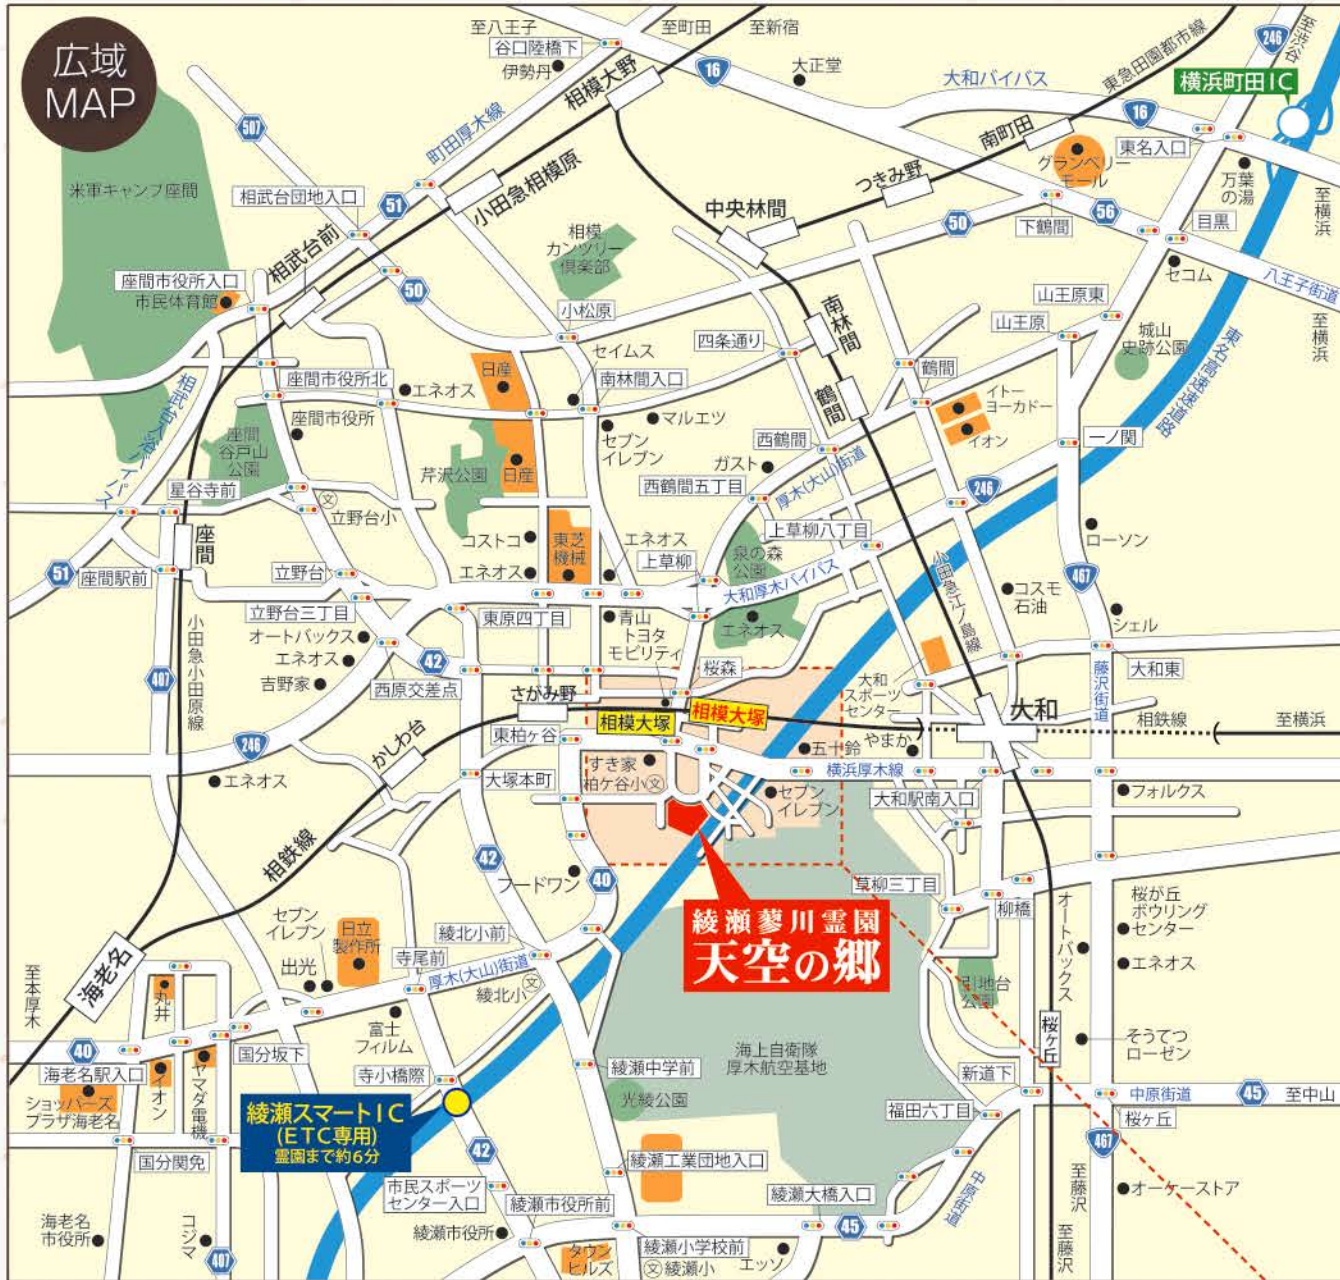 広域
MAP
至八王子
至町田
至新宿
谷口陸橋下
伊勢丹
相模大野
16
大正堂
大和バイパス
東急田園都市線
246
至渋谷
横浜町田IC
16
東名入口
南町田
グランベリー
モール
万葉
の湯
至横浜
507
町田厚木線
米軍キャンプ座間
相武台団地入口
51
小田急相模原
つきみ野
中央林間
50
下鶴間
56
目黒
セコム
八王子街道
至横浜
相武台前
座間市役所入口
市民体育館
50
相模
カンツリー
倶楽部
小松原
南林間
四条通り
山王原東
山王原
城山
史跡公園
東名高速速道路
相武台入谷バイパス
座間市役所北
エネオス
日産
セイムス
南林間入口
マルエツ
鶴間
鶴間
イトー
ヨーカドー
イオン
一ノ関
座間市役所
座間
谷戸山
公園
セブン
イレブン
西鶴間
ガスト
西鶴間五丁目
厚木(大山)街道
246
星谷寺前
文
立野台小
芹沢公園
日産
座間
コストコ
東芝
機械
エネオス
上草柳
上草柳八丁目
泉の森
公園
ローソン
51
座間駅前
立野台
エネオス
大和厚木バイパス
小田急江ノ島線
コスモ
石油
467
立野台三丁目
東原四丁目
青山
トヨタ
モビリティ
エネオス
シェル
小田急小田原線
オートバックス
エネオス
吉野家
42
西原交差点
桜森
大和
スポーツ
センター
大和東
407
さがみ野
相模大塚
相模大塚
大和
藤沢街道
相鉄線
至横浜
246
かしわ台
東柏ヶ谷
五十鈴
やまか
エネオス
大塚本町
すき家
柏ケ谷小
文
横浜厚木線
セブン
イレブン
大和駅南入口
フォルクス
相鉄線
42
フードワン
40
草柳三丁目
柳橋
綾瀬蓼川霊園
天空の郷
オートバックス
桜が丘
ボウリング
センター
エネオス
セブン
イレブン
日立
製作所
綾北小前
寺尾前
出光
厚木(大山)街道
綾北小
文
至本厚木
海老名
丸井
富士
フィルム
引地台
公園
桜ヶ丘
そうてつ
ローゼン
40
国分坂下
海老名駅入口
イオン
ヤマダ電機
ショッパーズ
プラザ海老名
寺小橋際
綾瀬中学前
海上自衛隊
厚木航空基地
新道下
中原街道
45
至中山
綾瀬スマートIC
(ETC専用)
霊園まで約6分
光綾公園
福田六丁目
桜ヶ丘
467
国分関免
42
綾瀬工業団地入口
市民スポーツ
センター入口
綾瀬市役所前
綾瀬大橋入口
中原街道
至藤沢
オーケーストア
海老名
市役所
コジマ
407
綾瀬市役所
タウン
ヒルズ
綾瀬小学校前
文
綾瀬小
エッソ
45
至藤沢